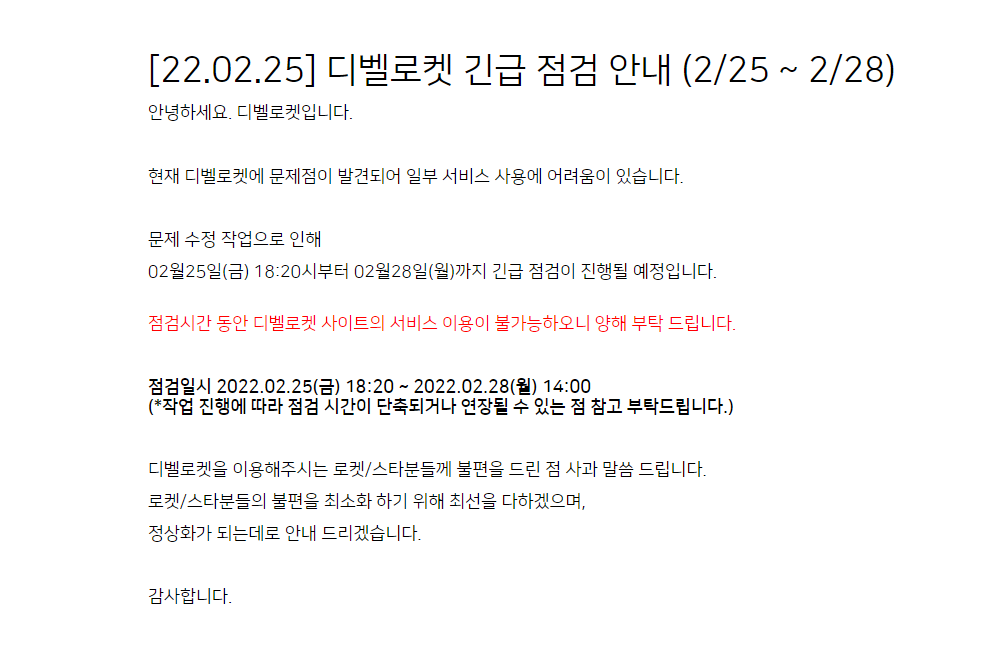 [22.02.25] 디벨로켓 긴급 점검 안내 (2/25 ~ 2/28)
안녕하세요. 디벨로켓입니다.
현재 디벨로켓에 문제점이 발견되어 일부 서비스 사용에 어려움이 있습니다.
문제 수정 작업으로 인해
02월25일(금) 18:20시부터 02월28일(월)까지 긴급 점검이 진행될 예정입니다.
점검시간 동안 디벨로켓 사이트의 서비스 이용이 불가능하오니 양해 부탁 드립니다.
점검일시 2022.02.25(금) 18:20 ~ 2022.02.28(월) 14:00
(*작업 진행에 따라 점검 시간이 단축되거나 연장될 수 있는 점 참고 부탁드립니다.)
디벨로켓을 이용해주시는 로켓/스타분들께 불편을 드린 점 사과 말씀 드립니다.
로켓/스타분들의 불편을 최소화 하기 위해 최선을 다하겠으며,
정상화가 되는데로 안내 드리겠습니다.
감사합니다.